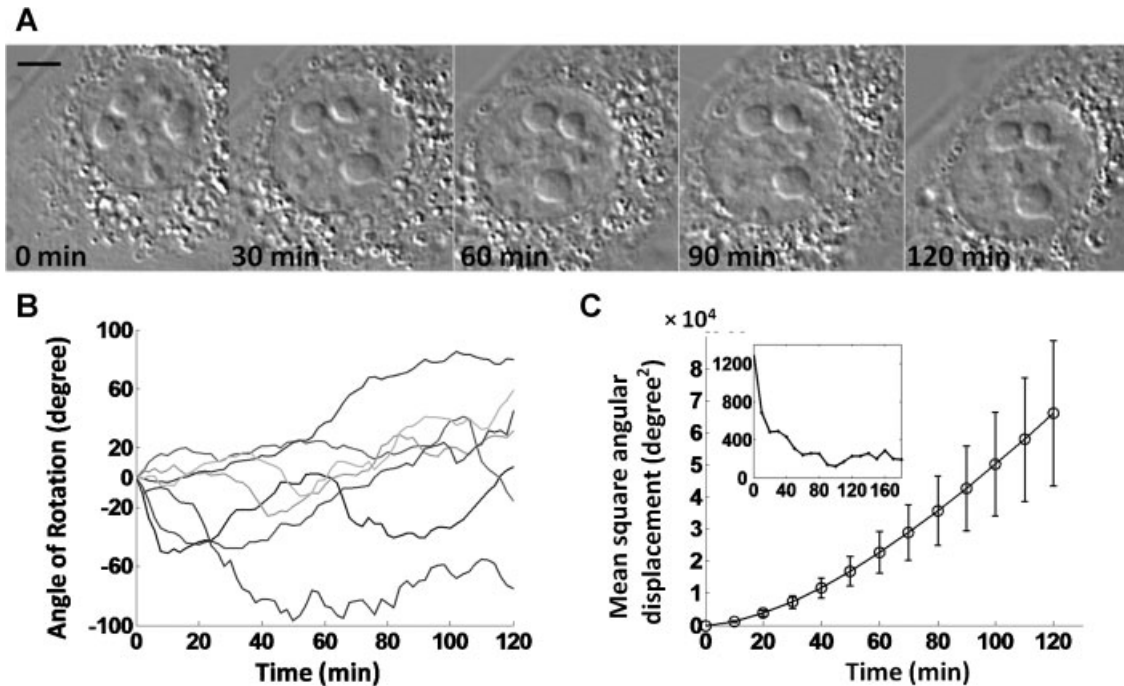 A
0 min
30 min
60 min
90 min
120 min
B
Angle of Rotation (degree)
100
60
20
0
-20
-60
-100
0 20 40 60 80 100 120
Time (min)
C
× 10⁴
Mean square angular
displacement (degree²)
8
7
6
5
4
3
2
1
0
0 20 40 60 80 100 120
Time (min)
1200
800
400
0
0 40 80 120 160